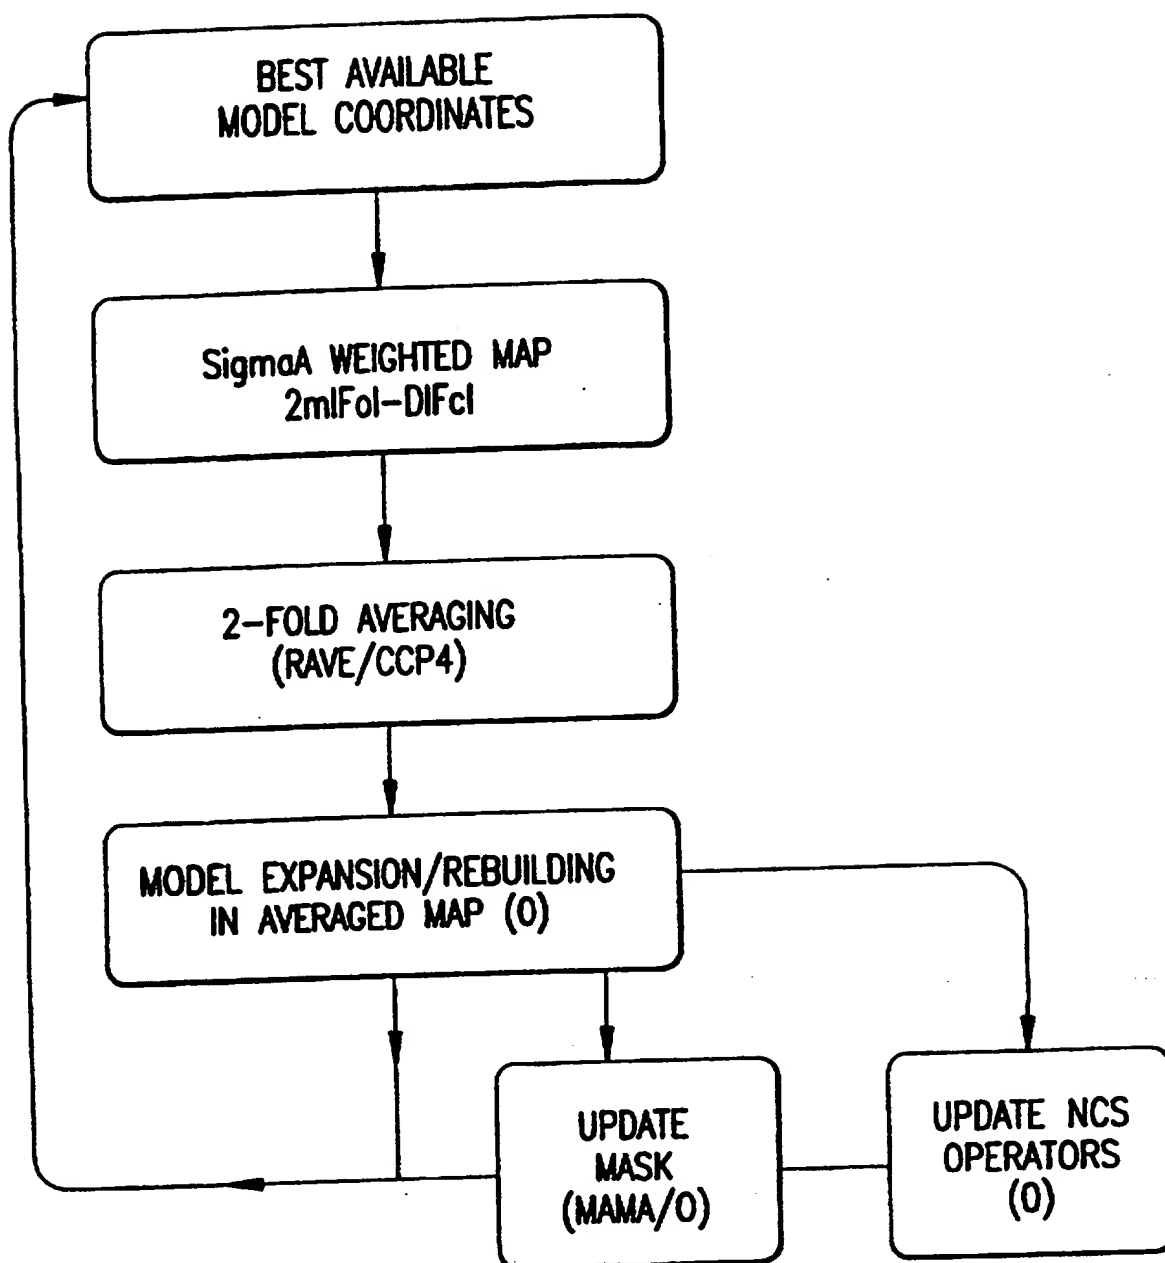 BEST AVAILABLE
MODEL COORDINATES
SigmaA WEIGHTED MAP
2m|Fo|-D|Fc|
2-FOLD AVERAGING
(RAVE/CCP4)
MODEL EXPANSION/REBUILDING
IN AVERAGED MAP (O)
UPDATE
MASK
(MAMA/O)
UPDATE NCS
OPERATORS
(O)